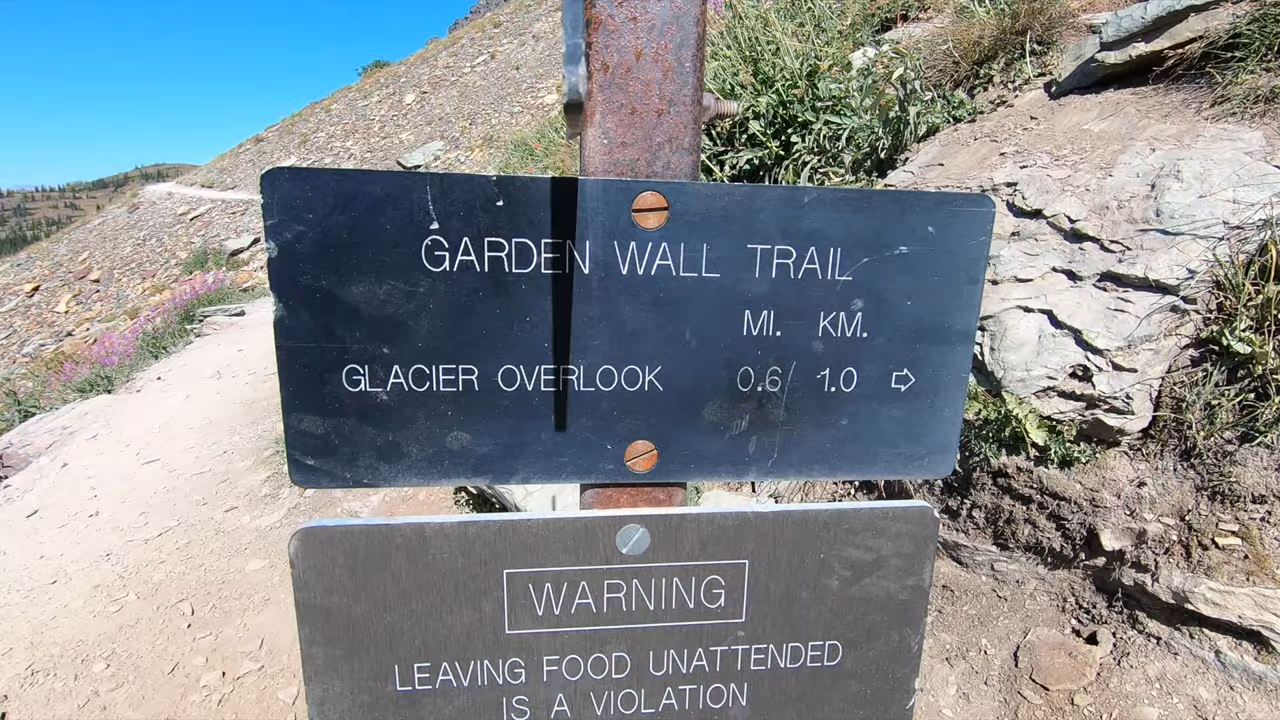 GARDEN WALL TRAIL
MI. KM.
GLACIER OVERLOOK 0.6/ 1.0 ⇨
WARNING
LEAVING FOOD UNATTENDED
IS A VIOLATION